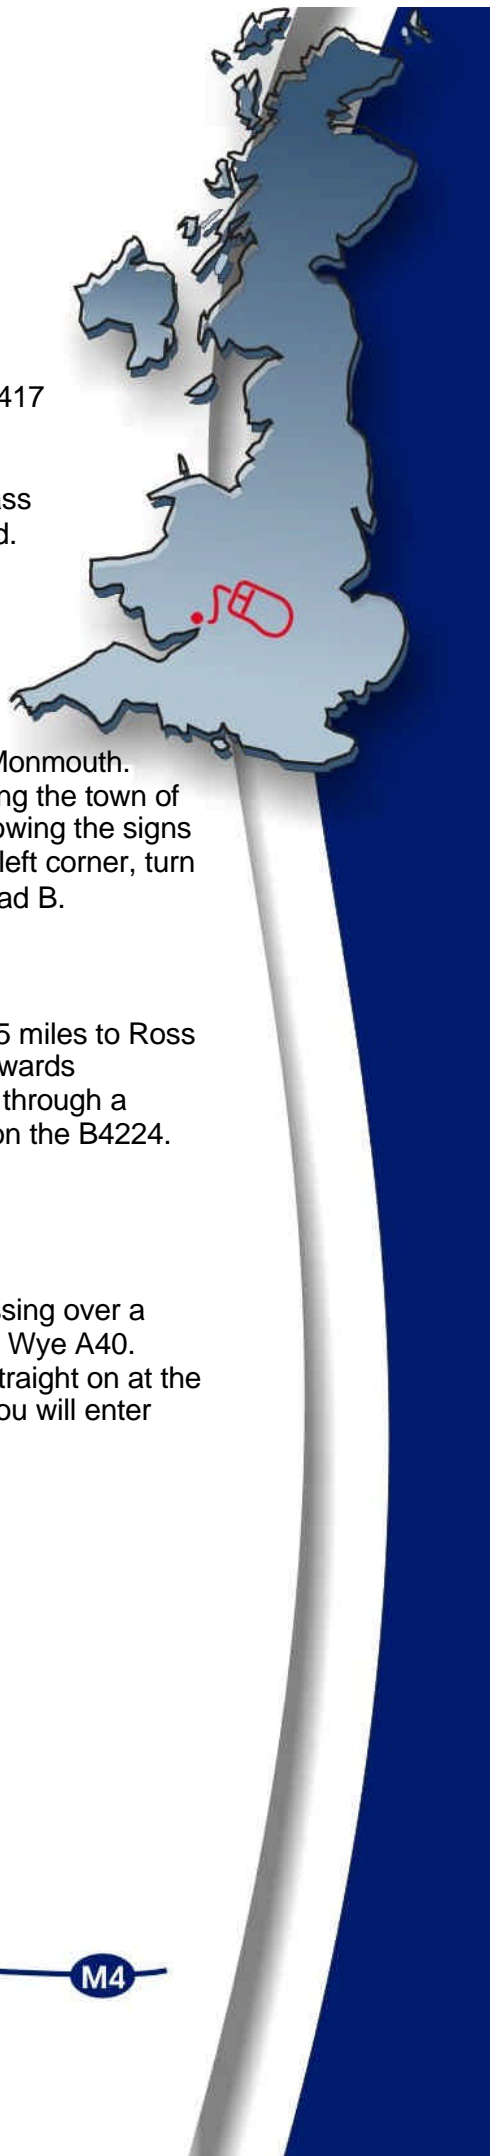 417
ss
d.
Monmouth.
ng the town of
owing the signs
left corner, turn
ad B.
5 miles to Ross
wards
through a
on the B4224.
ssing over a
Wye A40.
traight on at the
ou will enter
M4